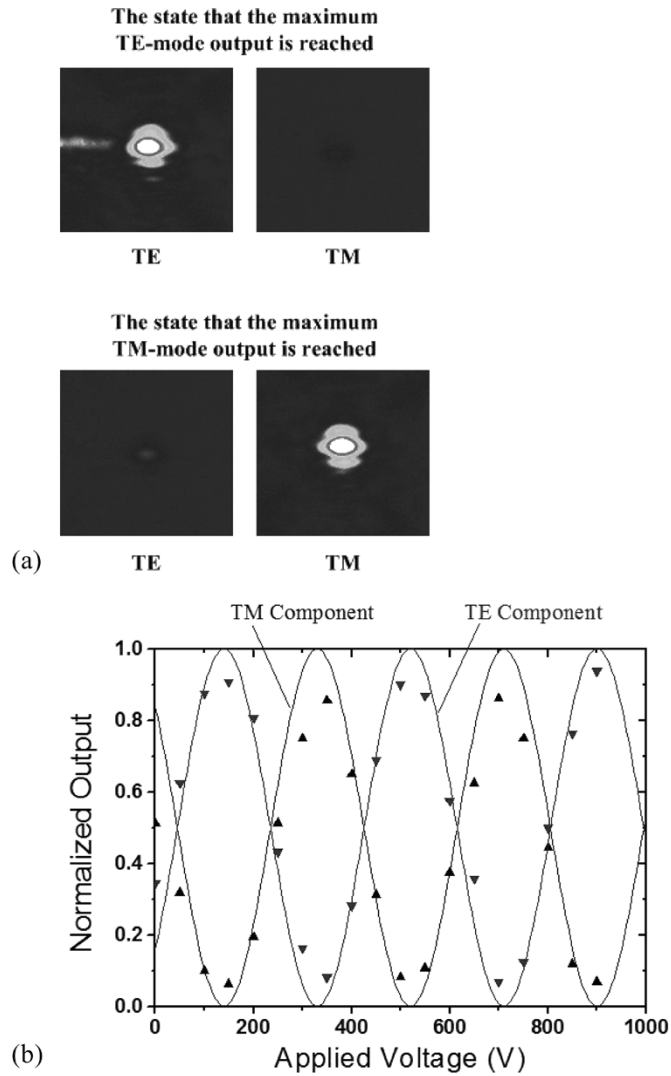 The state that the maximum
TE-mode output is reached
TE TM
The state that the maximum
TM-mode output is reached
(a)
TE TM
TM Component TE Component
1.0
0.8
0.6
0.4
0.2
0.0
Normalized Output
0 200 400 600 800 1000
(b)
Applied Voltage (V)